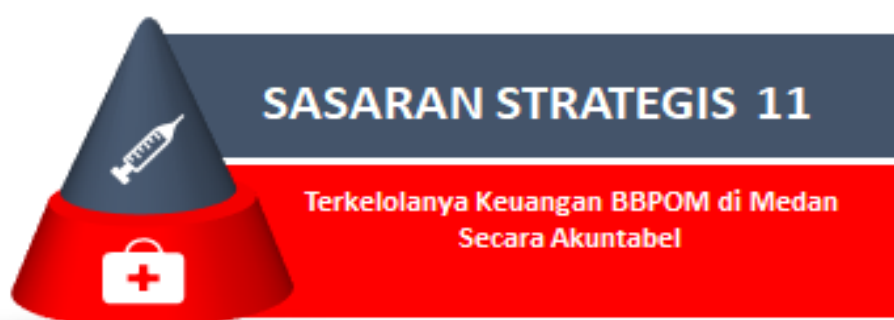 SASARAN STRATEGIS 11
Terkelolanya Keuangan BBPOM di Medan
Secara Akuntabel